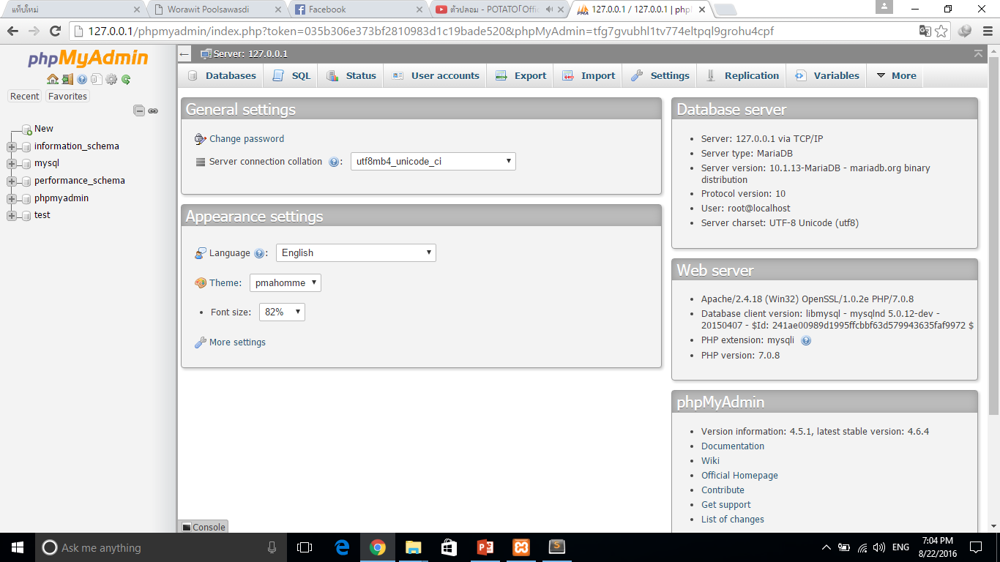 แท็บใหม่
Worawit Poolsawasdi
Facebook
ตัวปลอม - POTATO「Offic
127.0.0.1 / 127.0.0.1 | php
127.0.0.1/phpmyadmin/index.php?token=035b306e373bf2810983d1c19bade520&phpMyAdmin=tfg7gvubhl1tv774eltpql9grohu4cpf
phpMyAdmin
Recent Favorites
New
information_schema
mysql
performance_schema
phpmyadmin
test
Server: 127.0.0.1
Databases SQL Status User accounts Export Import Settings Replication Variables More
General settings
Change password
Server connection collation : utf8mb4_unicode_ci
Appearance settings
Language : English
Theme: pmahomme
Font size: 82%
More settings
Database server
Server: 127.0.0.1 via TCP/IP
Server type: MariaDB
Server version: 10.1.13-MariaDB - mariadb.org binary
distribution
Protocol version: 10
User: root@localhost
Server charset: UTF-8 Unicode (utf8)
Web server
Apache/2.4.18 (Win32) OpenSSL/1.0.2e PHP/7.0.8
Database client version: libmysql - mysqlnd 5.0.12-dev -
20150407 - $Id: 241ae00989d1995ffcbbf63d579943635faf9972 $
PHP extension: mysqli
PHP version: 7.0.8
phpMyAdmin
Version information: 4.5.1, latest stable version: 4.6.4
Documentation
Wiki
Official Homepage
Contribute
Get support
List of changes
Console
Ask me anything
ENG
7:04 PM
8/22/2016